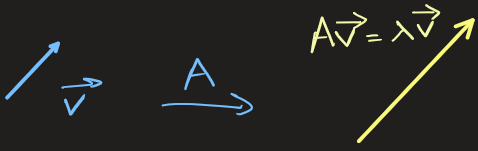 v⃗
A
Av⃗ = λv⃗